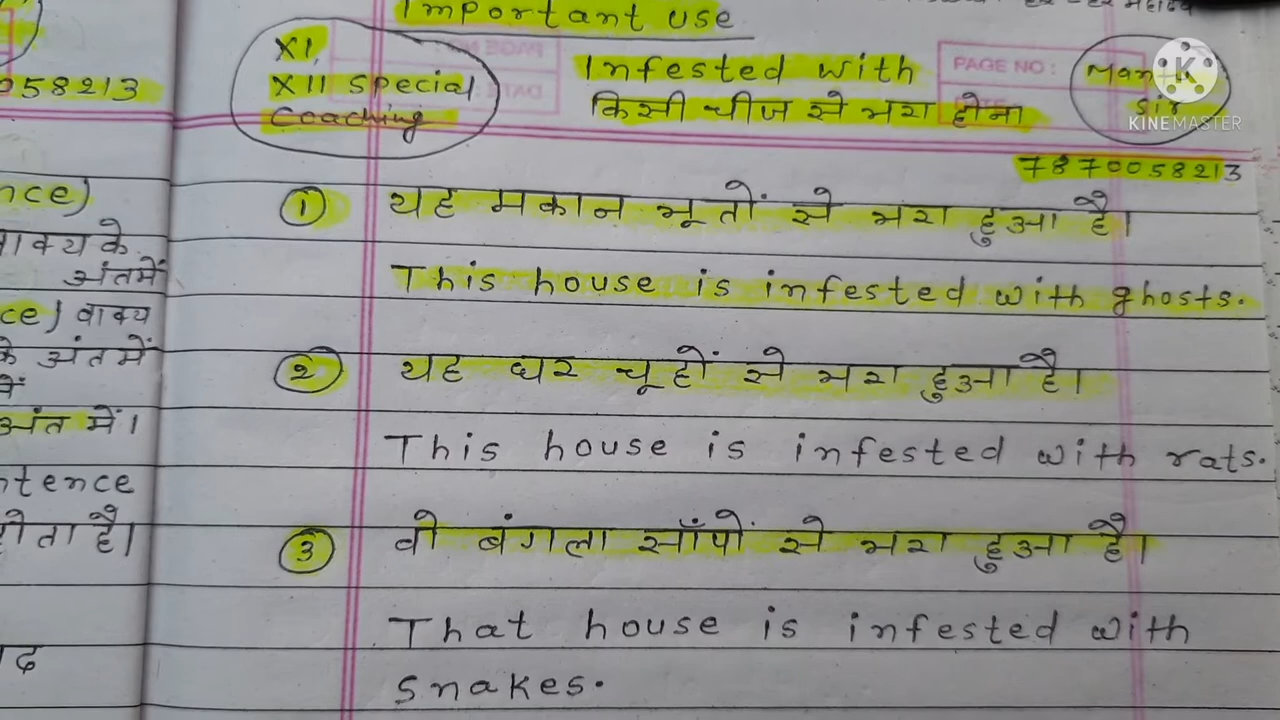 Important use
XI,
XII special
Coaching
Infested with
किसी चीज से भरा होना
PAGE NO :
sir
KINEMASTER
7870058213
① यह मकान भूतों से भरा हुआ है।
This house is infested with ghosts.
② यह घर चूहों से भरा हुआ है।
This house is infested with rats.
③ वो बंगला साँपों से भरा हुआ है।
That house is infested with
snakes.
058213
nce)
वाक्य के
अंत में
ce) वाक्य
के अंत में
में
अंत में।
ntence
होता है।